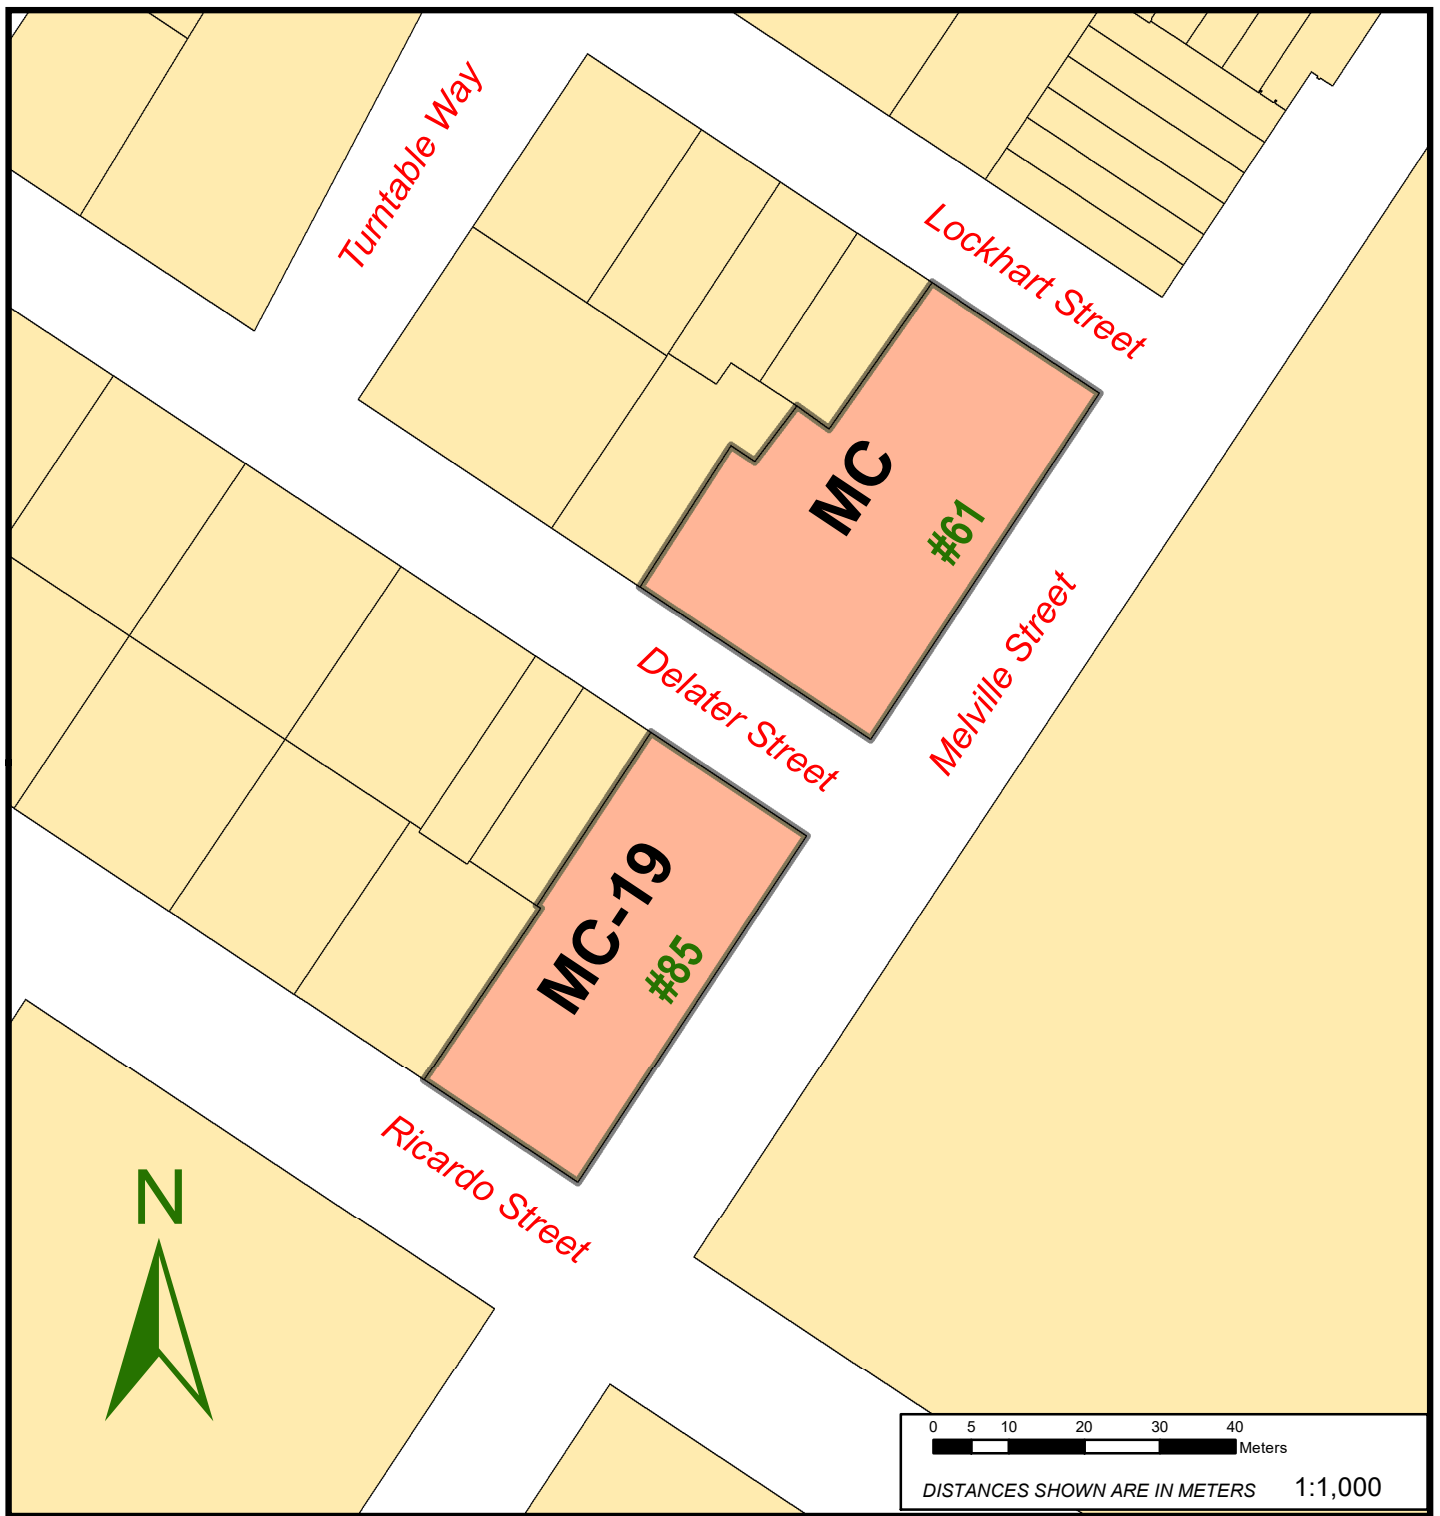 Turntable Way
Lockhart Street
MC
#61
Melville Street
Delater Street
MC-19
#85
Ricardo Street
N
0 5 10 20 30 40
Meters
DISTANCES SHOWN ARE IN METERS 1:1,000